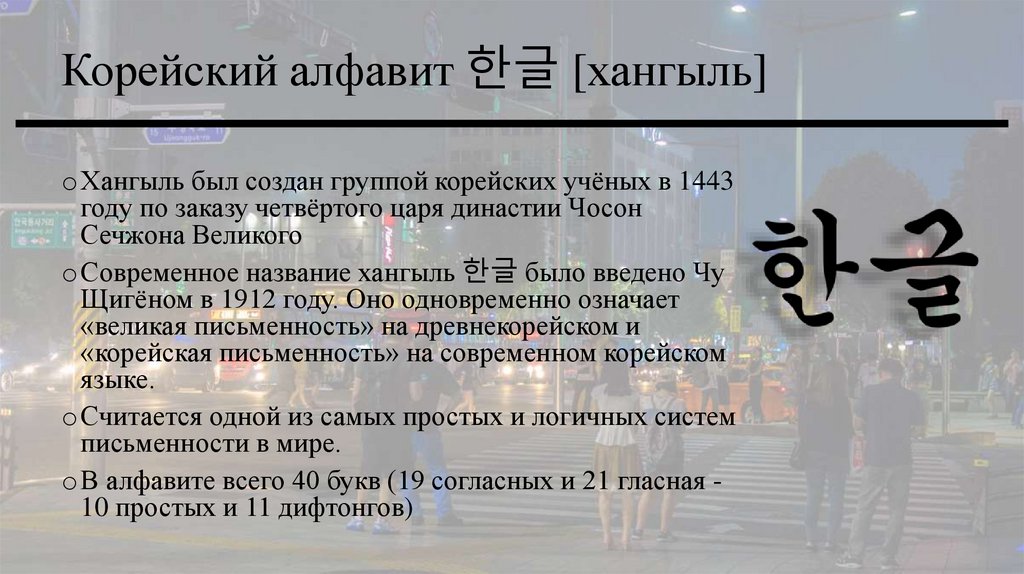 Корейский алфавит 한글 [хангыль]
o Хангыль был создан группой корейских учёных в 1443
году по заказу четвёртого царя династии Чосон
Сечжона Великого
o Современное название хангыль 한글 было введено Чу
Щигёном в 1912 году. Оно одновременно означает
«великая письменность» на древнекорейском и
«корейская письменность» на современном корейском
языке.
o Считается одной из самых простых и логичных систем
письменности в мире.
o В алфавите всего 40 букв (19 согласных и 21 гласная -
10 простых и 11 дифтонгов)
한글
Ujeongguk-ro